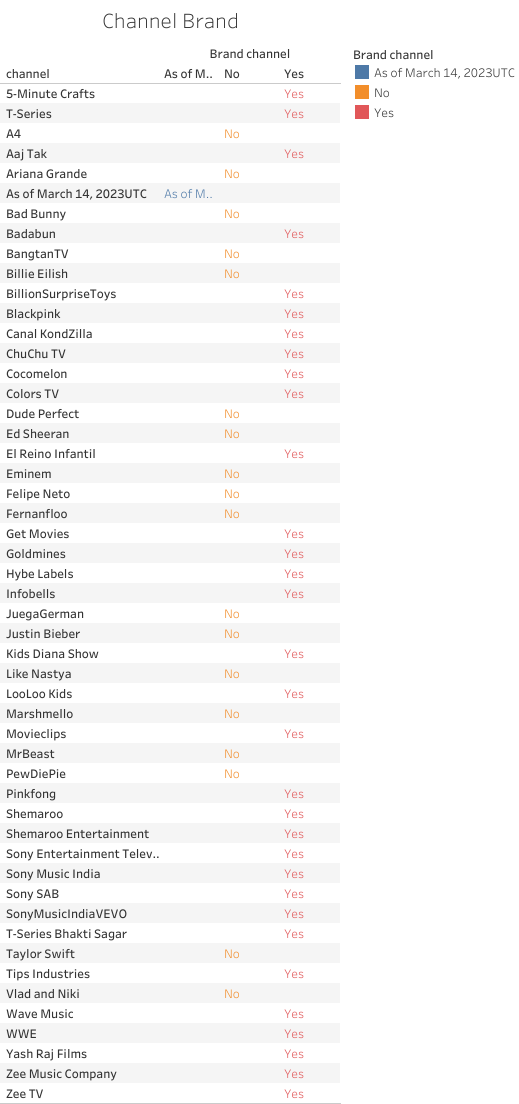 Channel Brand
Brand channel
channel As of M.. No Yes
5-Minute Crafts Yes
T-Series Yes
A4 No
Aaj Tak Yes
Ariana Grande No
As of March 14, 2023UTC As of M..
Bad Bunny No
Badabun Yes
BangtanTV No
Billie Eilish No
BillionSurpriseToys Yes
Blackpink Yes
Canal KondZilla Yes
ChuChu TV Yes
Cocomelon Yes
Colors TV Yes
Dude Perfect No
Ed Sheeran No
El Reino Infantil Yes
Eminem No
Felipe Neto No
Fernanfloo No
Get Movies Yes
Goldmines Yes
Hybe Labels Yes
Infobells Yes
JuegaGerman No
Justin Bieber No
Kids Diana Show Yes
Like Nastya No
LooLoo Kids Yes
Marshmello No
Movieclips Yes
MrBeast No
PewDiePie No
Pinkfong Yes
Shemaroo Yes
Shemaroo Entertainment Yes
Sony Entertainment Telev.. Yes
Sony Music India Yes
Sony SAB Yes
SonyMusicIndiaVEVO Yes
T-Series Bhakti Sagar Yes
Taylor Swift No
Tips Industries Yes
Vlad and Niki No
Wave Music Yes
WWE Yes
Yash Raj Films Yes
Zee Music Company Yes
Zee TV Yes
Brand channel
As of March 14, 2023UTC
No
Yes